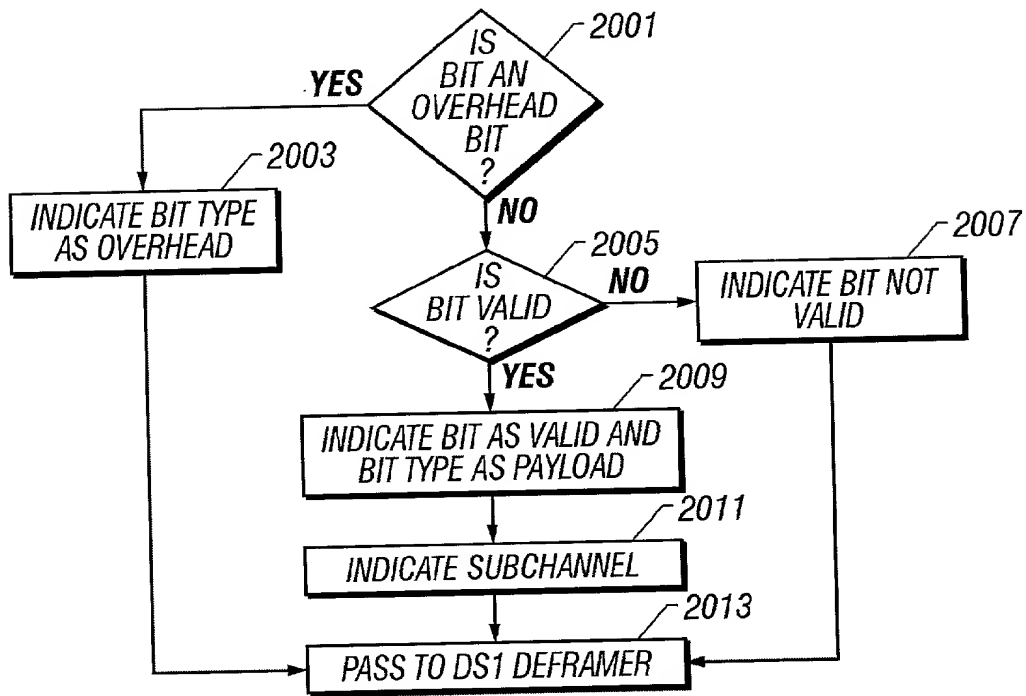 2001
IS
BIT AN
OVERHEAD
BIT
?
YES
2003
INDICATE BIT TYPE
AS OVERHEAD
NO
2005
IS
BIT VALID
?
NO
2007
INDICATE BIT NOT
VALID
YES
2009
INDICATE BIT AS VALID AND
BIT TYPE AS PAYLOAD
2011
INDICATE SUBCHANNEL
2013
PASS TO DS1 DEFRAMER